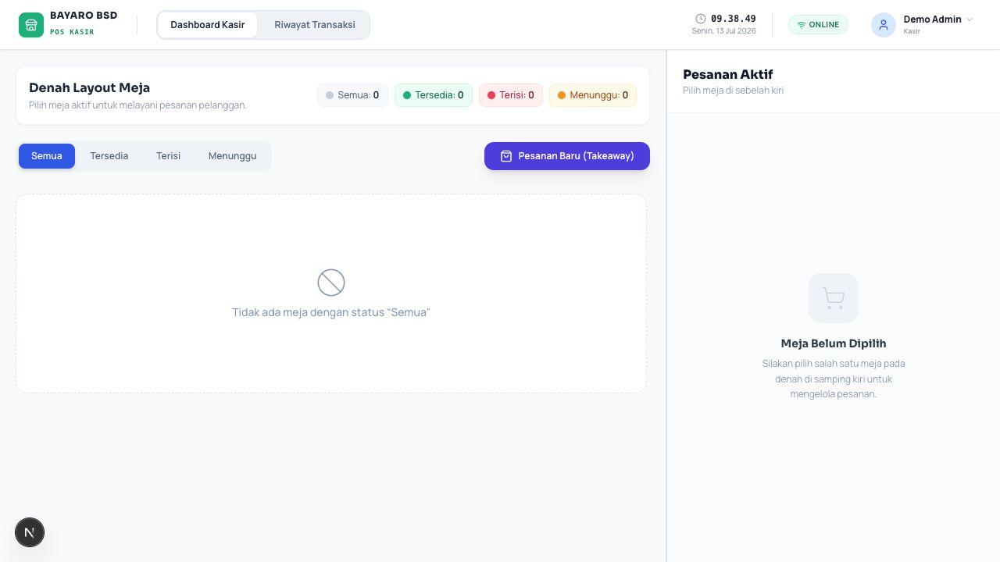 BAYARO BSD
POS KASIR
Dashboard Kasir
Riwayat Transaksi
09.38.49
Senin, 13 Jul 2026
ONLINE
Demo Admin
Kasir
Denah Layout Meja
Pilih meja aktif untuk melayani pesanan pelanggan.
Semua: 0
Tersedia: 0
Terisi: 0
Menunggu: 0
Semua
Tersedia
Terisi
Menunggu
Pesanan Baru (Takeaway)
Tidak ada meja dengan status “Semua”
Pesanan Aktif
Pilih meja di sebelah kiri
Meja Belum Dipilih
Silakan pilih salah satu meja pada
denah di samping kiri untuk
mengelola pesanan.
N